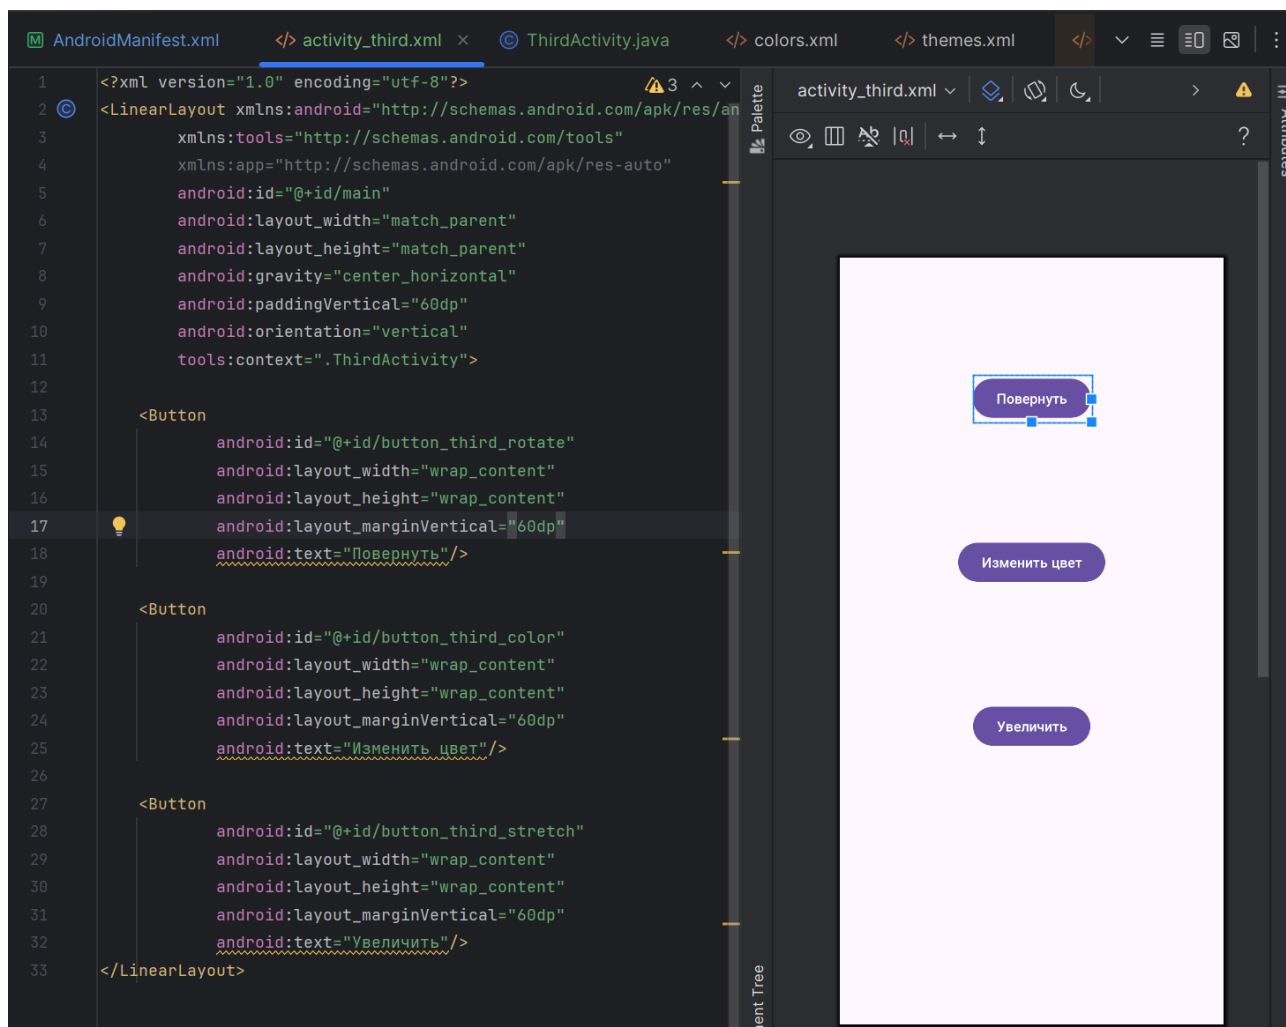 AndroidManifest.xml
activity_third.xml
ThirdActivity.java
colors.xml
themes.xml
1 <?xml version="1.0" encoding="utf-8"?>
3
2 <LinearLayout xmlns:android="http://schemas.android.com/apk/res/an
3 xmlns:tools="http://schemas.android.com/tools"
4 xmlns:app="http://schemas.android.com/apk/res-auto"
5 android:id="@+id/main"
6 android:layout_width="match_parent"
7 android:layout_height="match_parent"
8 android:gravity="center_horizontal"
9 android:paddingVertical="60dp"
10 android:orientation="vertical"
11 tools:context=".ThirdActivity">
12
13 <Button
14 android:id="@+id/button_third_rotate"
15 android:layout_width="wrap_content"
16 android:layout_height="wrap_content"
17 android:layout_marginVertical="60dp"
18 android:text="Повернуть"/>
19
20 <Button
21 android:id="@+id/button_third_color"
22 android:layout_width="wrap_content"
23 android:layout_height="wrap_content"
24 android:layout_marginVertical="60dp"
25 android:text="Изменить цвет"/>
26
27 <Button
28 android:id="@+id/button_third_stretch"
29 android:layout_width="wrap_content"
30 android:layout_height="wrap_content"
31 android:layout_marginVertical="60dp"
32 android:text="Увеличить"/>
33 </LinearLayout>
Palette
activity_third.xml
?
Повернуть
Изменить цвет
Увеличить
nent Tree